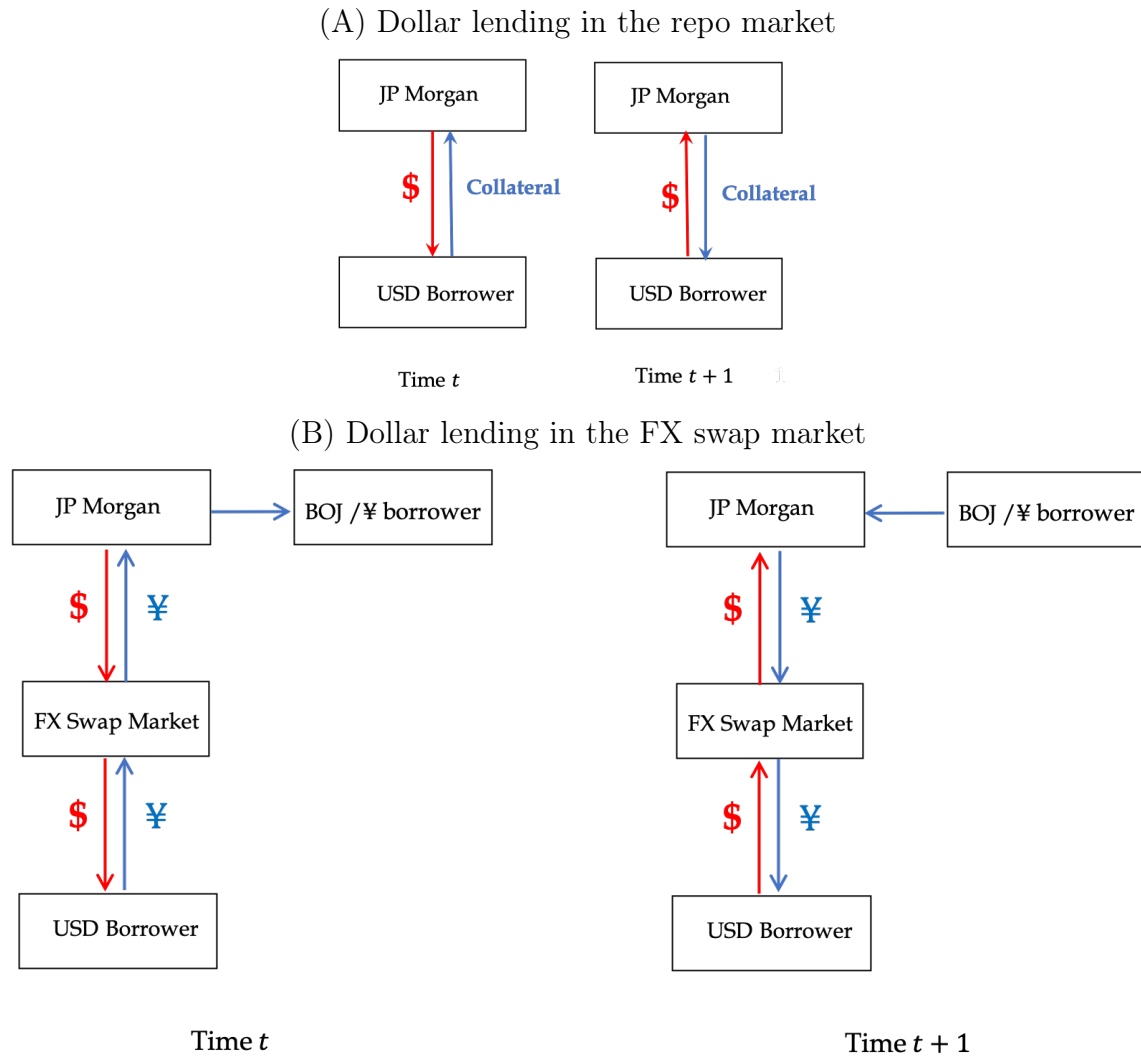 (A) Dollar lending in the repo market
JP Morgan JP Morgan
$ Collateral $ Collateral
USD Borrower USD Borrower
Time t Time t + 1 1
(B) Dollar lending in the FX swap market
JP Morgan BOJ /¥ borrower JP Morgan BOJ /¥ borrower
$ ¥ $ ¥
FX Swap Market FX Swap Market
$ ¥ $ ¥
USD Borrower USD Borrower
Time t Time t + 1